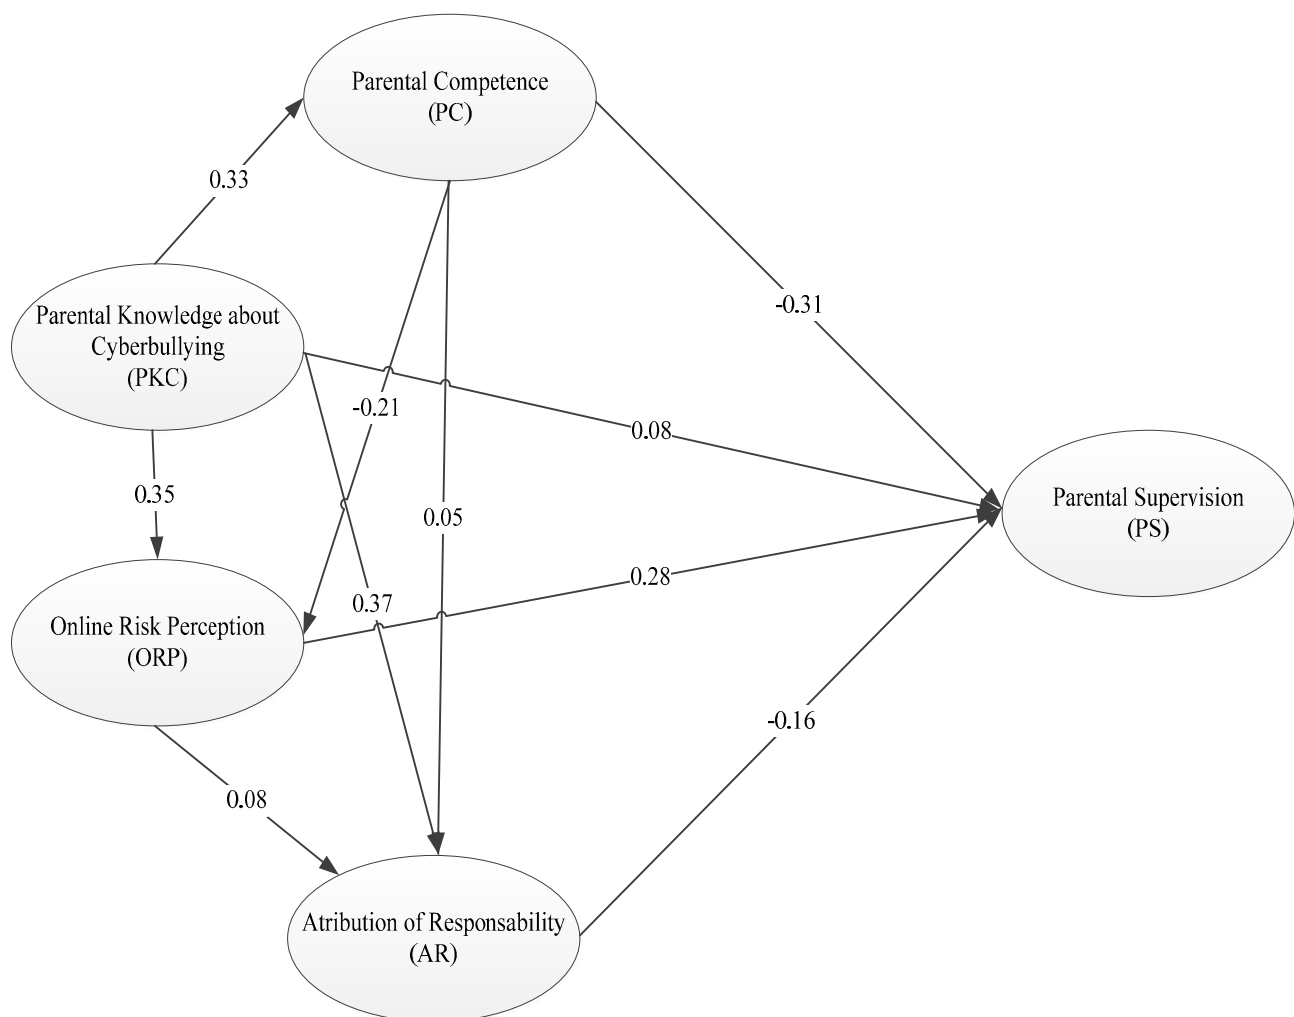 Parental Competence
(PC)
0.33
Parental Knowledge about
Cyberbullying
(PKC)
-0.31
-0.21
0.08
0.35
0.05
Parental Supervision
(PS)
0.28
0.37
Online Risk Perception
(ORP)
-0.16
0.08
Atribution of Responsability
(AR)